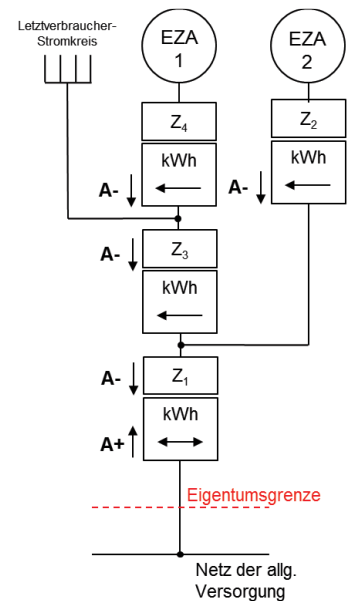 Letztverbraucher-
Stromkreis
EZA
1
EZA
2
Z4
kWh
A-
Z2
kWh
A-
Z3
A-
kWh
Z1
A-
kWh
A+
Eigentumsgrenze
Netz der allg.
Versorgung